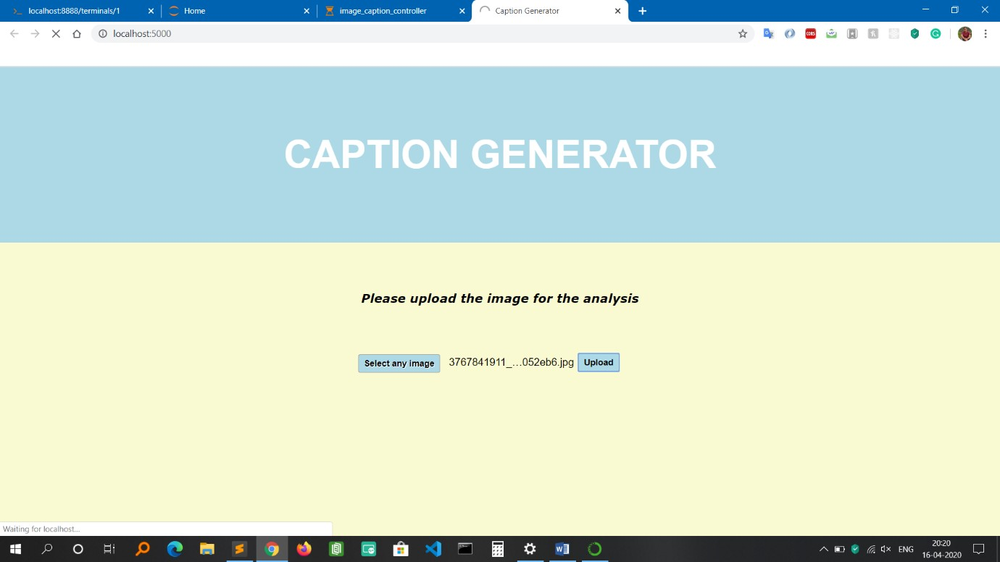 localhost:8888/terminals/1
Home
image_caption_controller
Caption Generator
localhost:5000
CORS
CAPTION GENERATOR
Please upload the image for the analysis
Select any image 3767841911_...052eb6.jpg Upload
Waiting for localhost...
ENG
20:20
16-04-2020